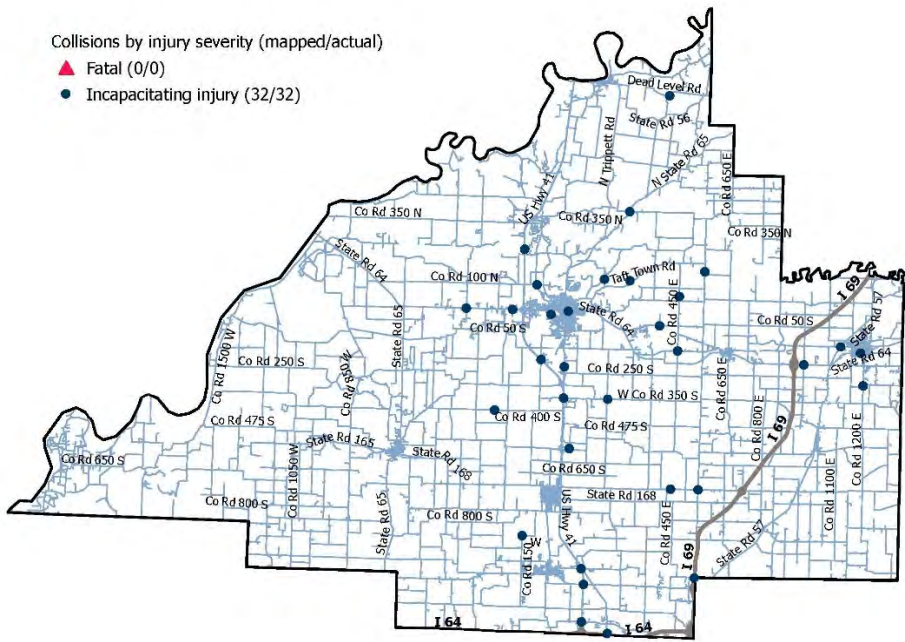 Collisions by injury severity (mapped/actual)
Fatal (0/0)
Incapacitating injury (32/32)
Dead Level Rd
State Rd 56
N Trippett Rd
N State Rd 65
Co Rd 650 E
US Hwy 41
Co Rd 350 N
Co Rd 350 N
Co Rd 350 N
State Rd 64
Co Rd 100 N
Taft Town Rd
I 69
State Rd 57
State Rd 65
Co Rd 50 S
State Rd 64
Co Rd 450 E
Co Rd 50 S
State Rd 64
Co Rd 1500 W
Co Rd 250 S
Co Rd 850 W
Co Rd 250 S
Co Rd 650 E
W Co Rd 350 S
Co Rd 400 S
Co Rd 475 S
Co Rd 475 S
Co Rd 800 E
I 69
Co Rd 1200 E
State Rd 165
State Rd 168
Co Rd 650 S
Co Rd 650 S
Co Rd 1050 W
Co Rd 1100 E
Co Rd 800 S
State Rd 65
Co Rd 800 S
US Hwy 41
State Rd 168
Co Rd 450 E
Co Rd 150 W
I 69
State Rd 57
I 64
I 64